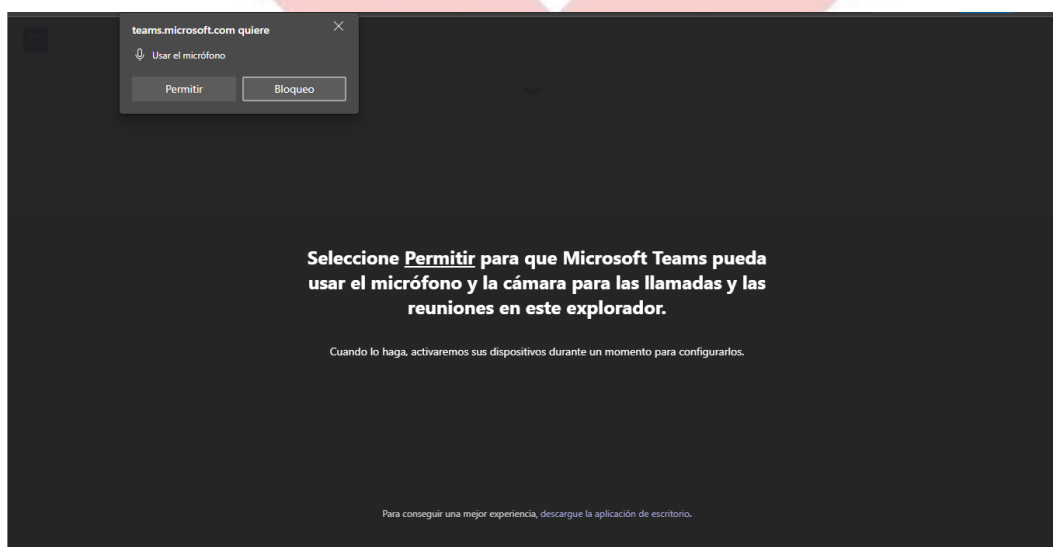 teams.microsoft.com quiere
Usar el micrófono
Permitir
Bloqueo
Seleccione Permitir para que Microsoft Teams pueda
usar el micrófono y la cámara para las llamadas y las
reuniones en este explorador.
Cuando lo haga, activaremos sus dispositivos durante un momento para configurarlos.
Para conseguir una mejor experiencia, descargue la aplicación de escritorio.